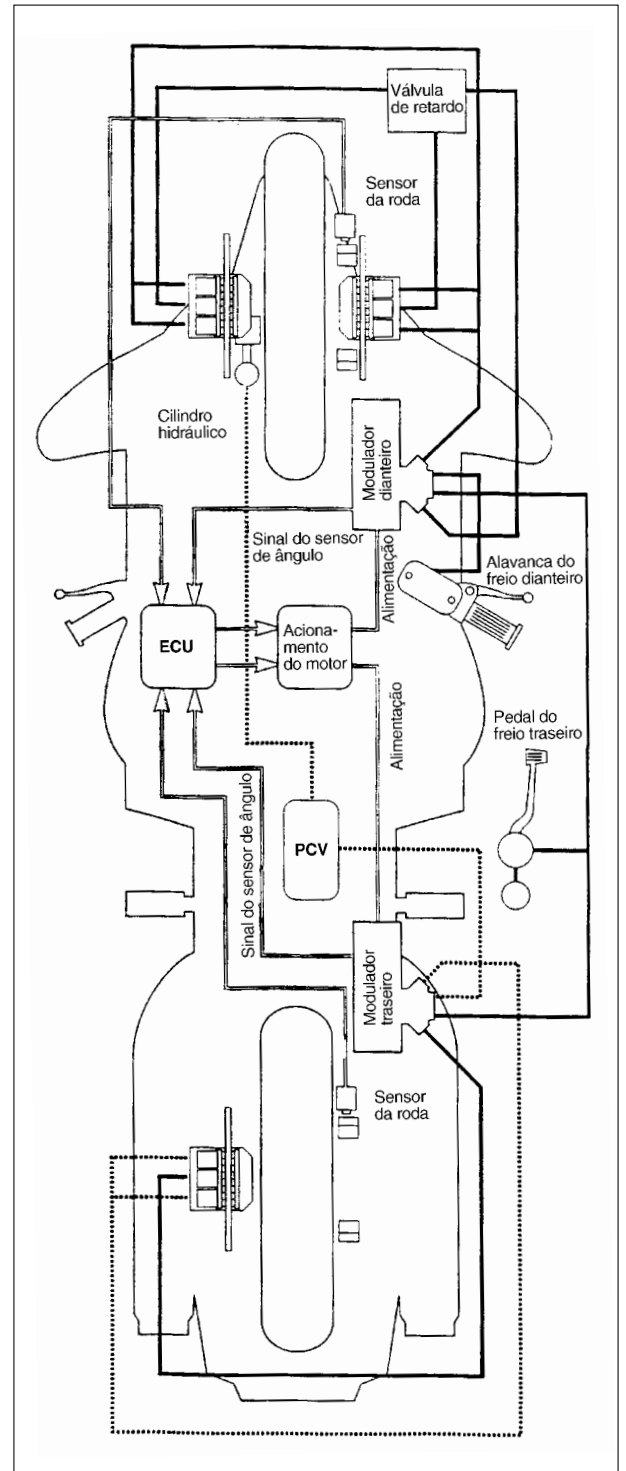 Válvula
de retardo
Sensor
da roda
Cilindro
hidráulico
Modulador
dianteiro
Sinal do sensor
de ângulo
Alimentação
Alavanca do
freio dianteiro
ECU
Aciona-
mento
do motor
Alimentação
Pedal do
freio traseiro
Sinal do sensor de ângulo
PCV
Modulador
traseiro
Sensor
da roda